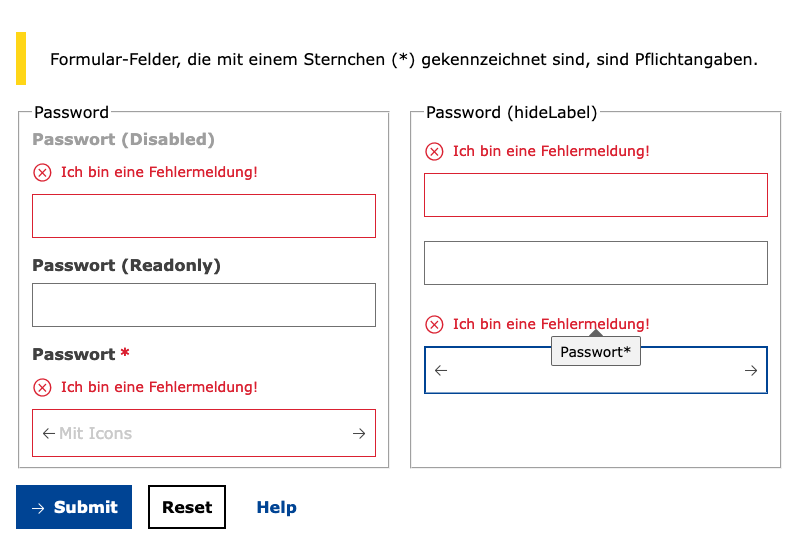 Formular-Felder, die mit einem Sternchen (*) gekennzeichnet sind, sind Pflichtangaben.
Password
Passwort (Disabled)
Ich bin eine Fehlermeldung!
Passwort (Readonly)
Passwort *
Ich bin eine Fehlermeldung!
Mit Icons
Password (hideLabel)
Ich bin eine Fehlermeldung!
Ich bin eine Fehlermeldung!
Passwort*
Submit
Reset
Help